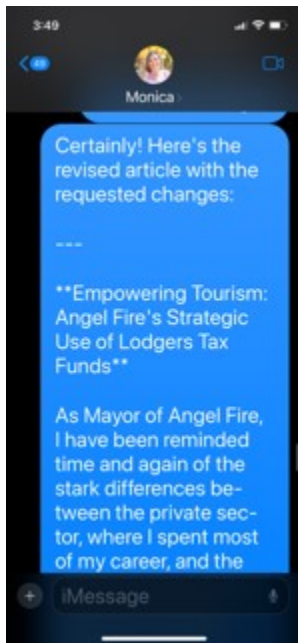 3:49
49
Monica
Certainly! Here's the
revised article with the
requested changes:
---
**Empowering Tourism:
Angel Fire's Strategic
Use of Lodgers Tax
Funds**
As Mayor of Angel Fire,
I have been reminded
time and again of the
stark differences be-
tween the private sec-
tor, where I spent most
of my career, and the
iMessage